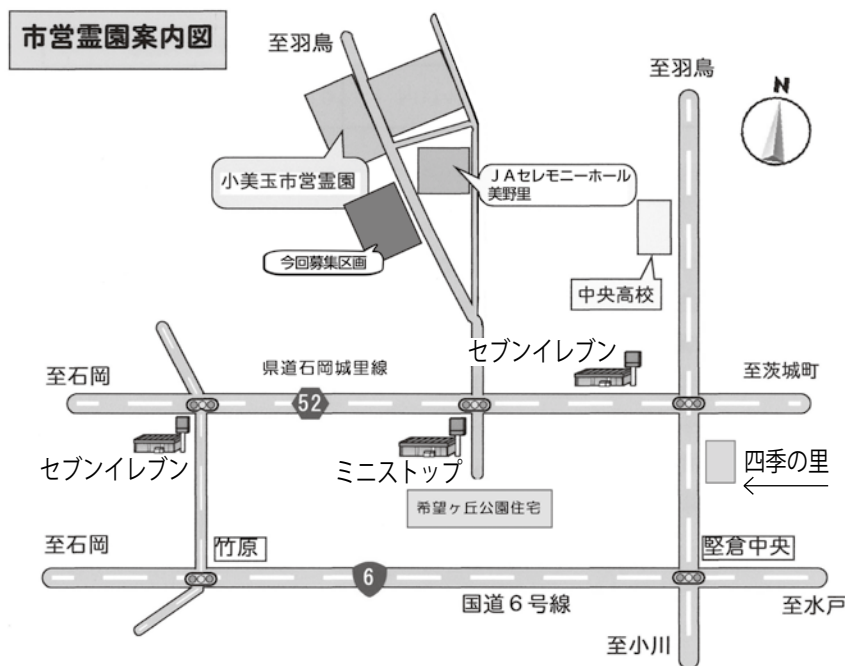 市営霊園案内図
至羽鳥
至羽鳥
N
小美玉市営霊園
JAセレモニーホール
美野里
今回募集区画
中央高校
セブンイレブン
県道石岡城里線
至石岡
至茨城町
52
セブンイレブン
ミニストップ
四季の里
希望ヶ丘公園住宅
至石岡
竹原
堅倉中央
6
国道6号線
至水戸
至小川